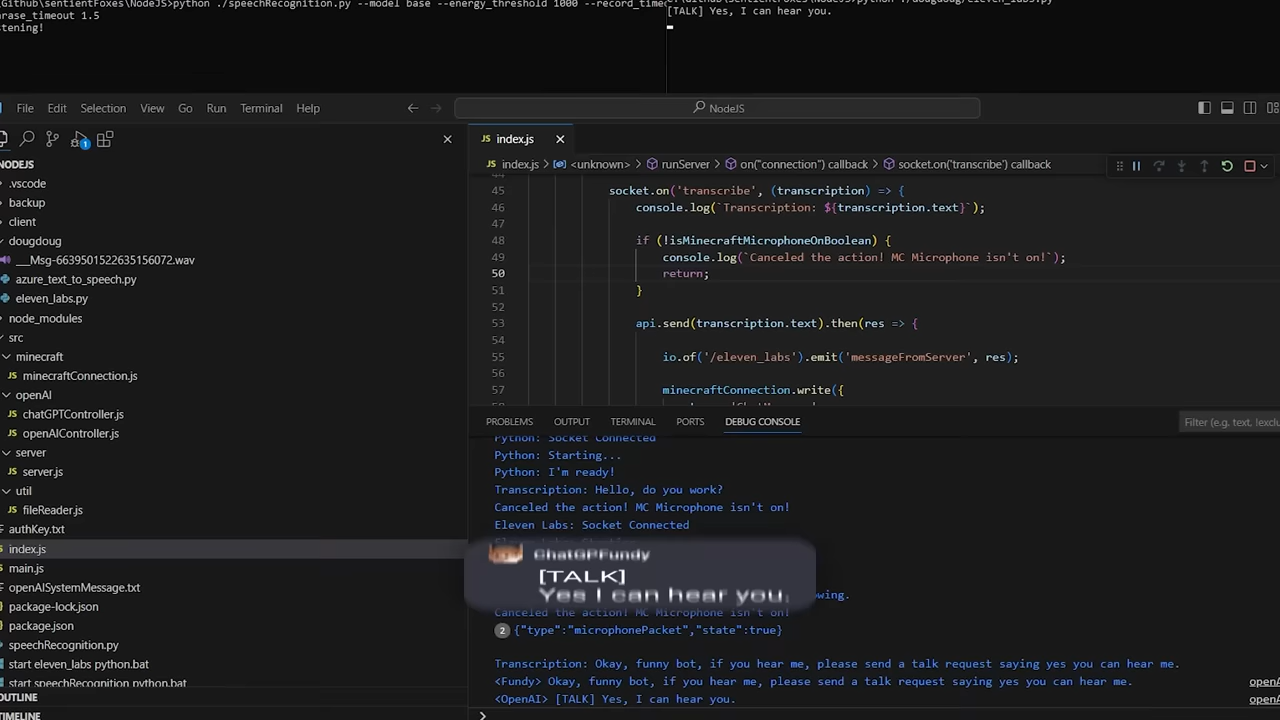 \Github\sentientFoxes\NodeJS>python ./speechRecognition.py --model base --energy_threshold 1000 --record_time
rase_timeout 1.5
stening!
[TALK] Yes, I can hear you.
File Edit Selection View Go Run Terminal Help
NodeJS
NODEJS
.vscode
backup
client
dougdoug
__Msg-6639501522635156072.wav
azure_text_to_speech.py
eleven_labs.py
node_modules
src
minecraft
minecraftConnection.js
openAI
chatGPTController.js
openAIController.js
server
server.js
util
fileReader.js
authKey.txt
index.js
main.js
openAISystemMessage.txt
package-lock.json
package.json
speechRecognition.py
start eleven_labs python.bat
start speechRecognition python.bat
OUTLINE
TIMELINE
JS index.js
JS index.js > <unknown> > runServer > on("connection") callback > socket.on('transcribe') callback
45 socket.on('transcribe', (transcription) => {
46 console.log(`Transcription: ${transcription.text}`);
47
48 if (!isMinecraftMicrophoneOnBoolean) {
49 console.log(`Canceled the action! MC Microphone isn't on!`);
50 return;
51 }
52
53 api.send(transcription.text).then(res => {
54
55 io.of('/eleven_labs').emit('messageFromServer', res);
56
57 minecraftConnection.write({
PROBLEMS OUTPUT TERMINAL PORTS DEBUG CONSOLE
Filter (e.g. text, !exclu
Python: Socket Connected
Python: Starting...
Python: I'm ready!
Transcription: Hello, do you work?
Canceled the action! MC Microphone isn't on!
Eleven Labs: Socket Connected
ChatGPFundy
[TALK]
Yes I can hear you.
owing.
Canceled the action! MC Microphone isn't on!
2 {"type":"microphonePacket","state":true}
Transcription: Okay, funny bot, if you hear me, please send a talk request saying yes you can hear me.
<Fundy> Okay, funny bot, if you hear me, please send a talk request saying yes you can hear me. openA
<OpenAI> [TALK] Yes, I can hear you. openA